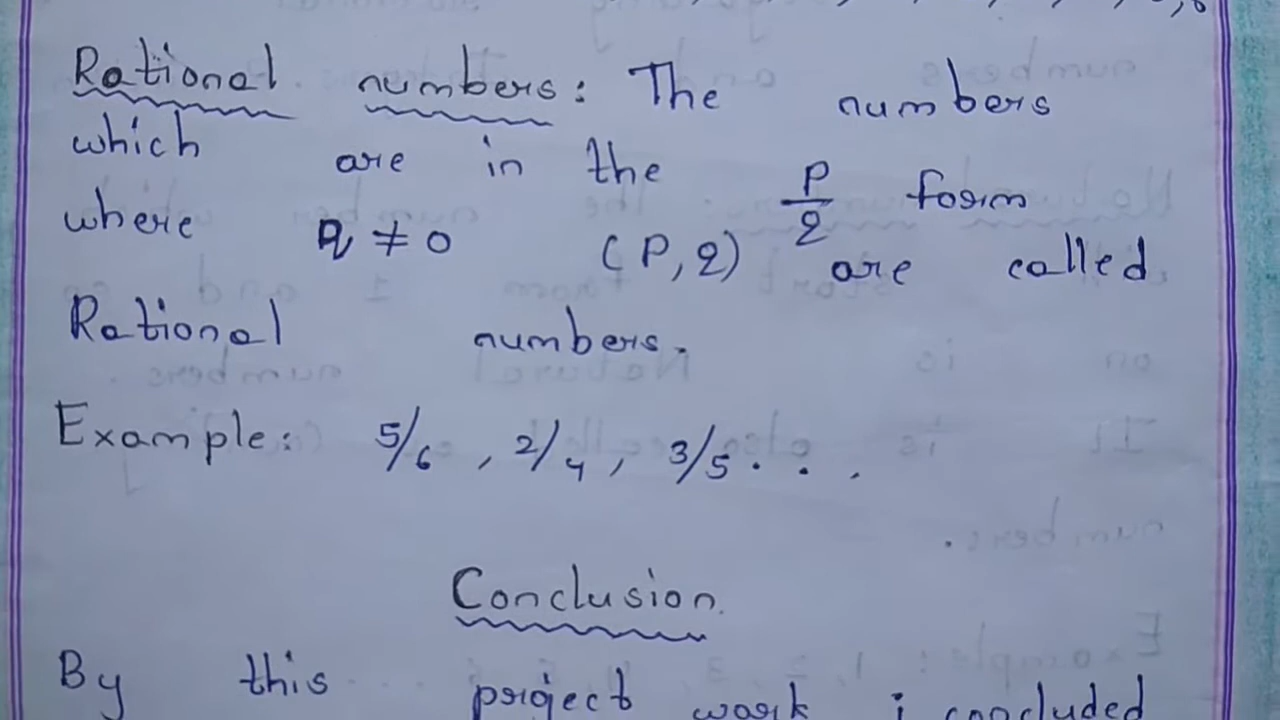 Rational numbers: The numbers
which are in the P/q form
where q ≠ 0 (P,q) are called
Rational numbers.
Example: 5/6, 2/4, 3/5...
Conclusion.
By this project work i concluded